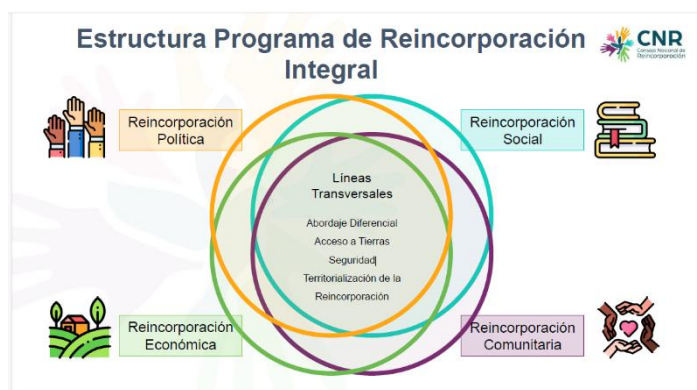 Estructura Programa de Reincorporación
Integral
CNR
Consejo Nacional de
Reincorporación
Reincorporación
Política
Reincorporación
Social
Líneas
Transversales
Abordaje Diferencial
Acceso a Tierras
Seguridad
Territorialización de la
Reincorporación
Reincorporación
Económica
Reincorporación
Comunitaria